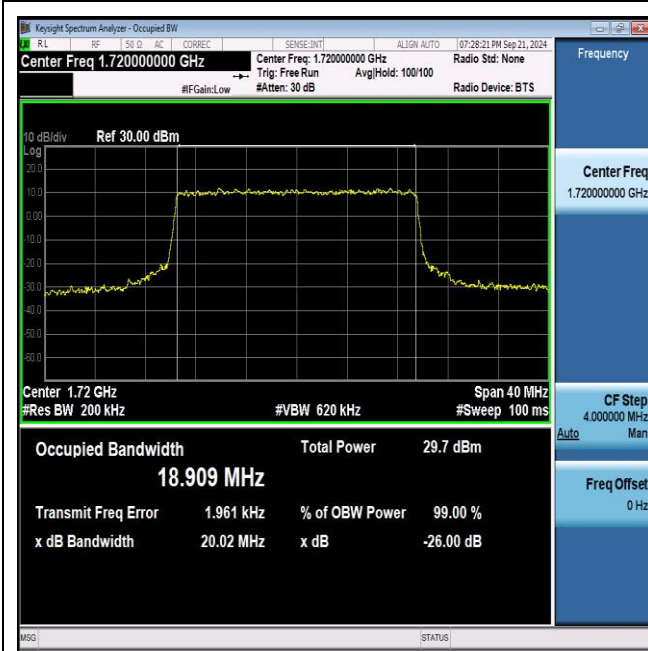 Keysight Spectrum Analyzer - Occupied BW
RL RF 50 Ω AC CORREC SENSE:INT ALIGN AUTO 07:28:21 PM Sep 21, 2024
Center Freq 1.720000000 GHz
Center Freq: 1.720000000 GHz
Radio Std: None
Trig: Free Run Avg|Hold: 100/100
#IFGain:Low
#Atten: 30 dB
Radio Device: BTS
10 dB/div Ref 30.00 dBm
Log
20.0
10.0
0.00
-10.0
-20.0
-30.0
-40.0
-50.0
-60.0
Center 1.72 GHz Span 40 MHz
#Res BW 200 kHz #VBW 620 kHz #Sweep 100 ms
Occupied Bandwidth Total Power 29.7 dBm
18.909 MHz
Transmit Freq Error 1.961 kHz % of OBW Power 99.00 %
x dB Bandwidth 20.02 MHz x dB -26.00 dB
MSG STATUS
Frequency
Center Freq
1.720000000 GHz
CF Step
4.000000 MHz
Auto Man
Freq Offset
0 Hz